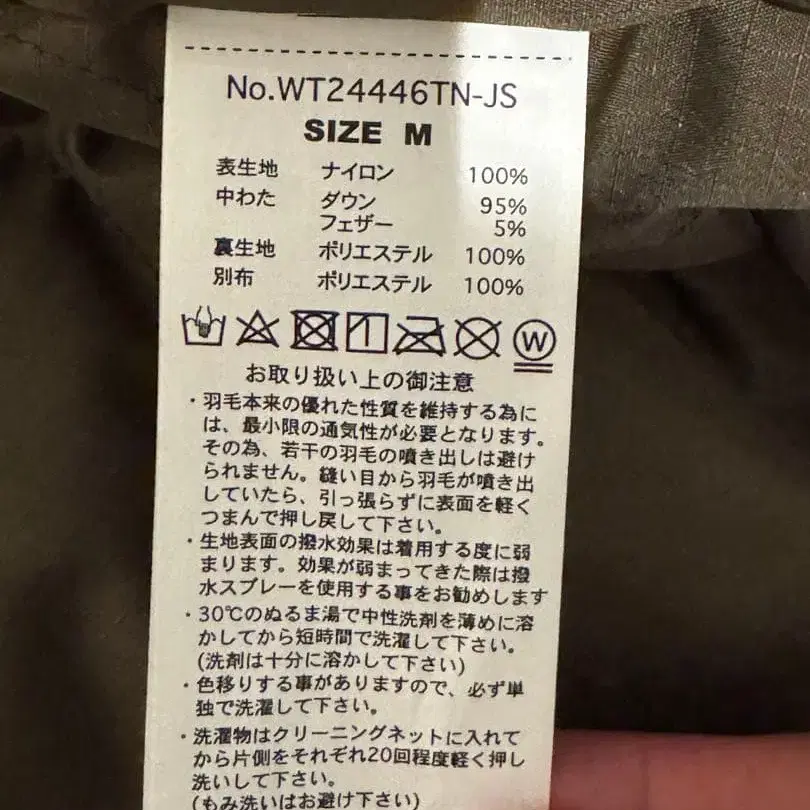 No.WT24446TN-JS
SIZE M
表生地 ナイロン 100%
中わた ダウン 95%
フェザー 5%
裏生地 ポリエステル 100%
別布 ポリエステル 100%
W
お取り扱い上の御注意
・羽毛本来の優れた性質を維持する為に
は、最小限の通気性が必要となります。
その為、若干の羽毛の噴き出しは避け
られません。縫い目から羽毛が噴き出
していたら、引っ張らずに表面を軽く
つまんで押し戻して下さい。
・生地表面の撥水効果は着用する度に弱
まります。効果が弱まってきた際は撥
水スプレーを使用する事をお勧めします
・30℃のぬるま湯で中性洗剤を薄めに溶
かしてから短時間で洗濯して下さい。
(洗剤は十分に溶かして下さい)
・色移りする事がありますので、必ず単
独で洗濯して下さい。
・洗濯物はクリーニングネットに入れて
から片側をそれぞれ20回程度軽く押し
洗いして下さい。
(もみ洗いはお避け下さい)